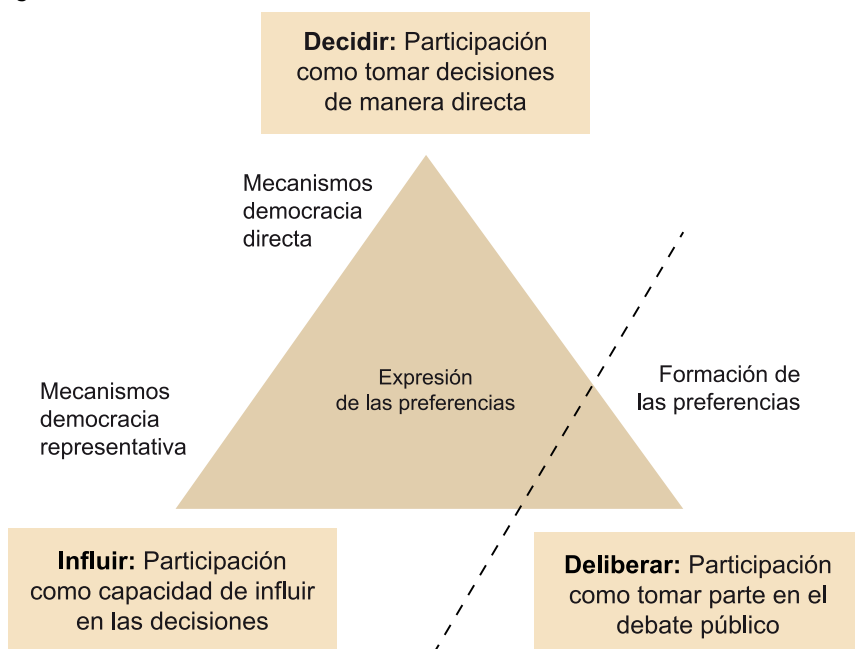 Decidir: Participación
como tomar decisiones
de manera directa
Mecanismos
democracia
directa
Expresión
de las preferencias
Formación de
las preferencias
Mecanismos
democracia
representativa
Influir: Participación
como capacidad de influir
en las decisiones
Deliberar: Participación
como tomar parte en el
debate público